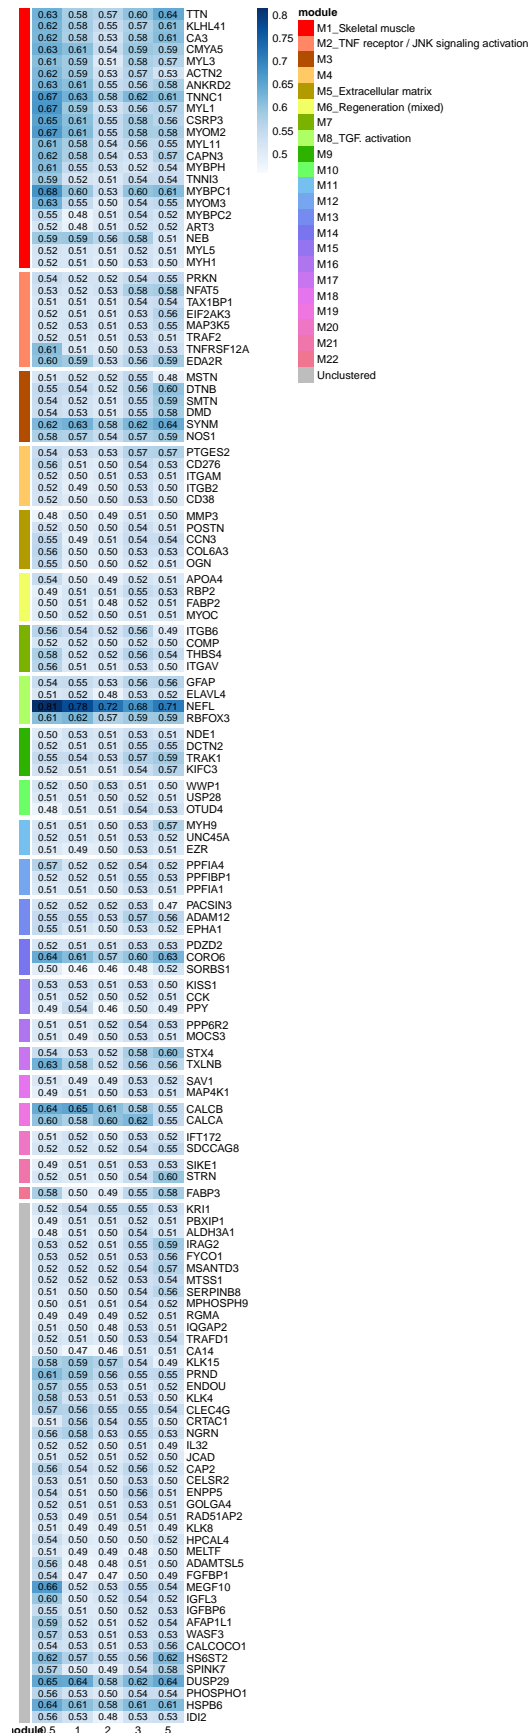 0.63 0.58 0.57 0.60 0.64 TTN
0.62 0.58 0.55 0.57 0.61 KLHL41
0.62 0.58 0.55 0.57 0.61 CA3
0.63 0.61 0.54 0.59 0.59 CMYA5
0.61 0.59 0.51 0.58 0.57 MYL3
0.62 0.59 0.53 0.57 0.53 ACTN2
0.63 0.61 0.55 0.56 0.58 ANKRD2
0.67 0.63 0.58 0.62 0.61 TNNC1
0.67 0.59 0.53 0.56 0.57 MYL1
0.65 0.61 0.55 0.58 0.56 CSRP3
0.67 0.61 0.55 0.58 0.58 MYOM2
0.61 0.58 0.54 0.56 0.55 MYL11
0.62 0.58 0.54 0.53 0.57 CAPN3
0.61 0.55 0.53 0.52 0.54 MYBPH
0.59 0.52 0.51 0.54 0.54 TNNI3
0.68 0.60 0.53 0.60 0.61 MYBPC1
0.63 0.55 0.50 0.54 0.55 MYOM3
0.55 0.48 0.51 0.54 0.52 MYBPC2
0.52 0.48 0.51 0.52 0.52 ART3
0.59 0.59 0.56 0.58 0.51 NEB
0.52 0.51 0.51 0.52 0.51 MYL5
0.52 0.51 0.50 0.53 0.50 MYH1
0.54 0.52 0.52 0.54 0.55 PRKN
0.53 0.52 0.53 0.58 0.58 NFAT5
0.51 0.51 0.51 0.54 0.54 TAX1BP1
0.52 0.51 0.51 0.53 0.56 EIF2AK3
0.52 0.53 0.51 0.53 0.55 MAP3K5
0.52 0.51 0.51 0.53 0.51 TRAF2
0.61 0.51 0.50 0.53 0.53 TNFRSF12A
0.60 0.59 0.53 0.56 0.59 EDA2R
0.51 0.52 0.52 0.55 0.48 MSTN
0.55 0.54 0.52 0.56 0.60 DTNB
0.54 0.52 0.51 0.55 0.59 SMTN
0.54 0.53 0.51 0.55 0.58 DMD
0.62 0.63 0.58 0.62 0.64 SYNM
0.58 0.57 0.54 0.57 0.59 NOS1
0.54 0.53 0.53 0.57 0.57 PTGES2
0.56 0.51 0.50 0.54 0.53 CD276
0.52 0.50 0.51 0.53 0.51 ITGAM
0.52 0.49 0.50 0.53 0.50 ITGB2
0.52 0.50 0.50 0.53 0.50 CD38
0.48 0.50 0.49 0.51 0.50 MMP3
0.52 0.50 0.50 0.54 0.51 POSTN
0.55 0.49 0.51 0.54 0.54 CCN3
0.56 0.50 0.50 0.53 0.53 COL6A3
0.55 0.50 0.50 0.52 0.51 OGN
0.54 0.50 0.49 0.52 0.51 APOA4
0.49 0.51 0.51 0.55 0.53 RBP2
0.50 0.51 0.48 0.52 0.51 FABP2
0.50 0.52 0.50 0.51 0.51 MYOC
0.56 0.54 0.52 0.56 0.49 ITGB6
0.52 0.52 0.50 0.52 0.50 COMP
0.58 0.52 0.52 0.56 0.54 THBS4
0.56 0.51 0.51 0.53 0.50 ITGAV
0.54 0.55 0.53 0.56 0.56 GFAP
0.51 0.52 0.48 0.53 0.52 ELAVL4
0.81 0.78 0.72 0.68 0.71 NEFL
0.61 0.62 0.57 0.59 0.59 RBFOX3
0.50 0.53 0.51 0.53 0.51 NDE1
0.52 0.51 0.51 0.55 0.55 DCTN2
0.55 0.54 0.53 0.57 0.59 TRAK1
0.52 0.51 0.51 0.54 0.57 KIFC3
0.52 0.50 0.53 0.51 0.50 WWP1
0.51 0.51 0.50 0.52 0.51 USP28
0.48 0.51 0.51 0.54 0.53 OTUD4
0.51 0.51 0.50 0.53 0.57 MYH9
0.52 0.51 0.51 0.53 0.52 UNC45A
0.51 0.49 0.50 0.53 0.51 EZR
0.57 0.52 0.52 0.54 0.52 PPFIA4
0.52 0.52 0.51 0.55 0.53 PPFIBP1
0.51 0.51 0.50 0.53 0.51 PPFIA1
0.52 0.52 0.52 0.53 0.47 PACSIN3
0.55 0.55 0.53 0.57 0.56 ADAM12
0.55 0.51 0.50 0.53 0.52 EPHA1
0.52 0.51 0.51 0.53 0.53 PDZD2
0.64 0.61 0.57 0.60 0.63 CORO6
0.50 0.46 0.46 0.48 0.52 SORBS1
0.53 0.53 0.51 0.53 0.50 KISS1
0.51 0.52 0.50 0.52 0.51 CCK
0.49 0.54 0.46 0.50 0.49 PPY
0.51 0.51 0.52 0.54 0.53 PPP6R2
0.51 0.49 0.50 0.53 0.51 MOCS3
0.54 0.53 0.52 0.58 0.60 STX4
0.63 0.58 0.52 0.56 0.56 TXLNB
0.51 0.49 0.49 0.53 0.52 SAV1
0.49 0.51 0.50 0.53 0.51 MAP4K1
0.64 0.65 0.61 0.58 0.55 CALCB
0.60 0.58 0.60 0.62 0.55 CALCA
0.51 0.52 0.50 0.53 0.52 IFT172
0.52 0.52 0.52 0.54 0.55 SDCCAG8
0.49 0.51 0.51 0.53 0.53 SIKE1
0.52 0.51 0.50 0.54 0.60 STRN
0.58 0.50 0.49 0.55 0.58 FABP3
0.52 0.54 0.55 0.55 0.53 KRI1
0.49 0.51 0.51 0.52 0.51 PBXIP1
0.48 0.51 0.50 0.54 0.51 ALDH3A1
0.53 0.52 0.51 0.55 0.59 IRAG2
0.53 0.52 0.51 0.53 0.56 FYCO1
0.52 0.52 0.52 0.54 0.57 MSANTD3
0.52 0.52 0.52 0.53 0.54 MTSS1
0.51 0.50 0.50 0.54 0.56 SERPINB8
0.50 0.51 0.51 0.54 0.52 MPHOSPH9
0.49 0.49 0.49 0.52 0.51 RGMA
0.51 0.50 0.48 0.53 0.51 IQGAP2
0.52 0.51 0.50 0.53 0.54 TRAFD1
0.50 0.47 0.46 0.51 0.51 CA14
0.58 0.59 0.57 0.54 0.49 KLK15
0.61 0.59 0.56 0.55 0.55 PRND
0.57 0.55 0.53 0.51 0.52 ENDOU
0.58 0.53 0.51 0.53 0.50 KLK4
0.57 0.56 0.55 0.55 0.54 CLEC4G
0.51 0.56 0.54 0.55 0.50 CRTAC1
0.56 0.58 0.53 0.55 0.53 NGRN
0.52 0.52 0.50 0.51 0.49 IL32
0.51 0.52 0.51 0.52 0.50 JCAD
0.56 0.54 0.52 0.56 0.52 CAP2
0.53 0.51 0.50 0.53 0.50 CELSR2
0.54 0.51 0.50 0.56 0.51 ENPP5
0.52 0.51 0.51 0.53 0.51 GOLGA4
0.53 0.49 0.51 0.54 0.51 RAD51AP2
0.51 0.49 0.49 0.51 0.49 KLK8
0.54 0.50 0.50 0.50 0.52 HPCAL4
0.51 0.49 0.49 0.48 0.50 MELTF
0.56 0.48 0.48 0.51 0.50 ADAMTSL5
0.54 0.47 0.47 0.50 0.49 FGFBP1
0.66 0.52 0.53 0.55 0.54 MEGF10
0.60 0.50 0.52 0.54 0.52 IGFL3
0.55 0.51 0.50 0.52 0.53 IGFBP6
0.59 0.52 0.51 0.52 0.54 AFAP1L1
0.57 0.53 0.51 0.53 0.53 WASF3
0.54 0.53 0.51 0.53 0.56 CALCOCO1
0.62 0.57 0.55 0.56 0.62 HS6ST2
0.57 0.50 0.49 0.54 0.58 SPINK7
0.65 0.64 0.58 0.62 0.64 DUSP29
0.56 0.53 0.50 0.54 0.54 PHOSPHO1
0.64 0.61 0.58 0.61 0.61 HSPB6
0.56 0.53 0.48 0.53 0.53 IDI2
0.5 1 2 3 5
0.8
0.75
0.7
0.65
0.6
0.55
0.5
module
M1_Skeletal muscle
M2_TNF receptor / JNK signaling activation
M3
M4
M5_Extracellular matrix
M6_Regeneration (mixed)
M7
M8_TGF. activation
M9
M10
M11
M12
M13
M14
M15
M16
M17
M18
M19
M20
M21
M22
Unclustered